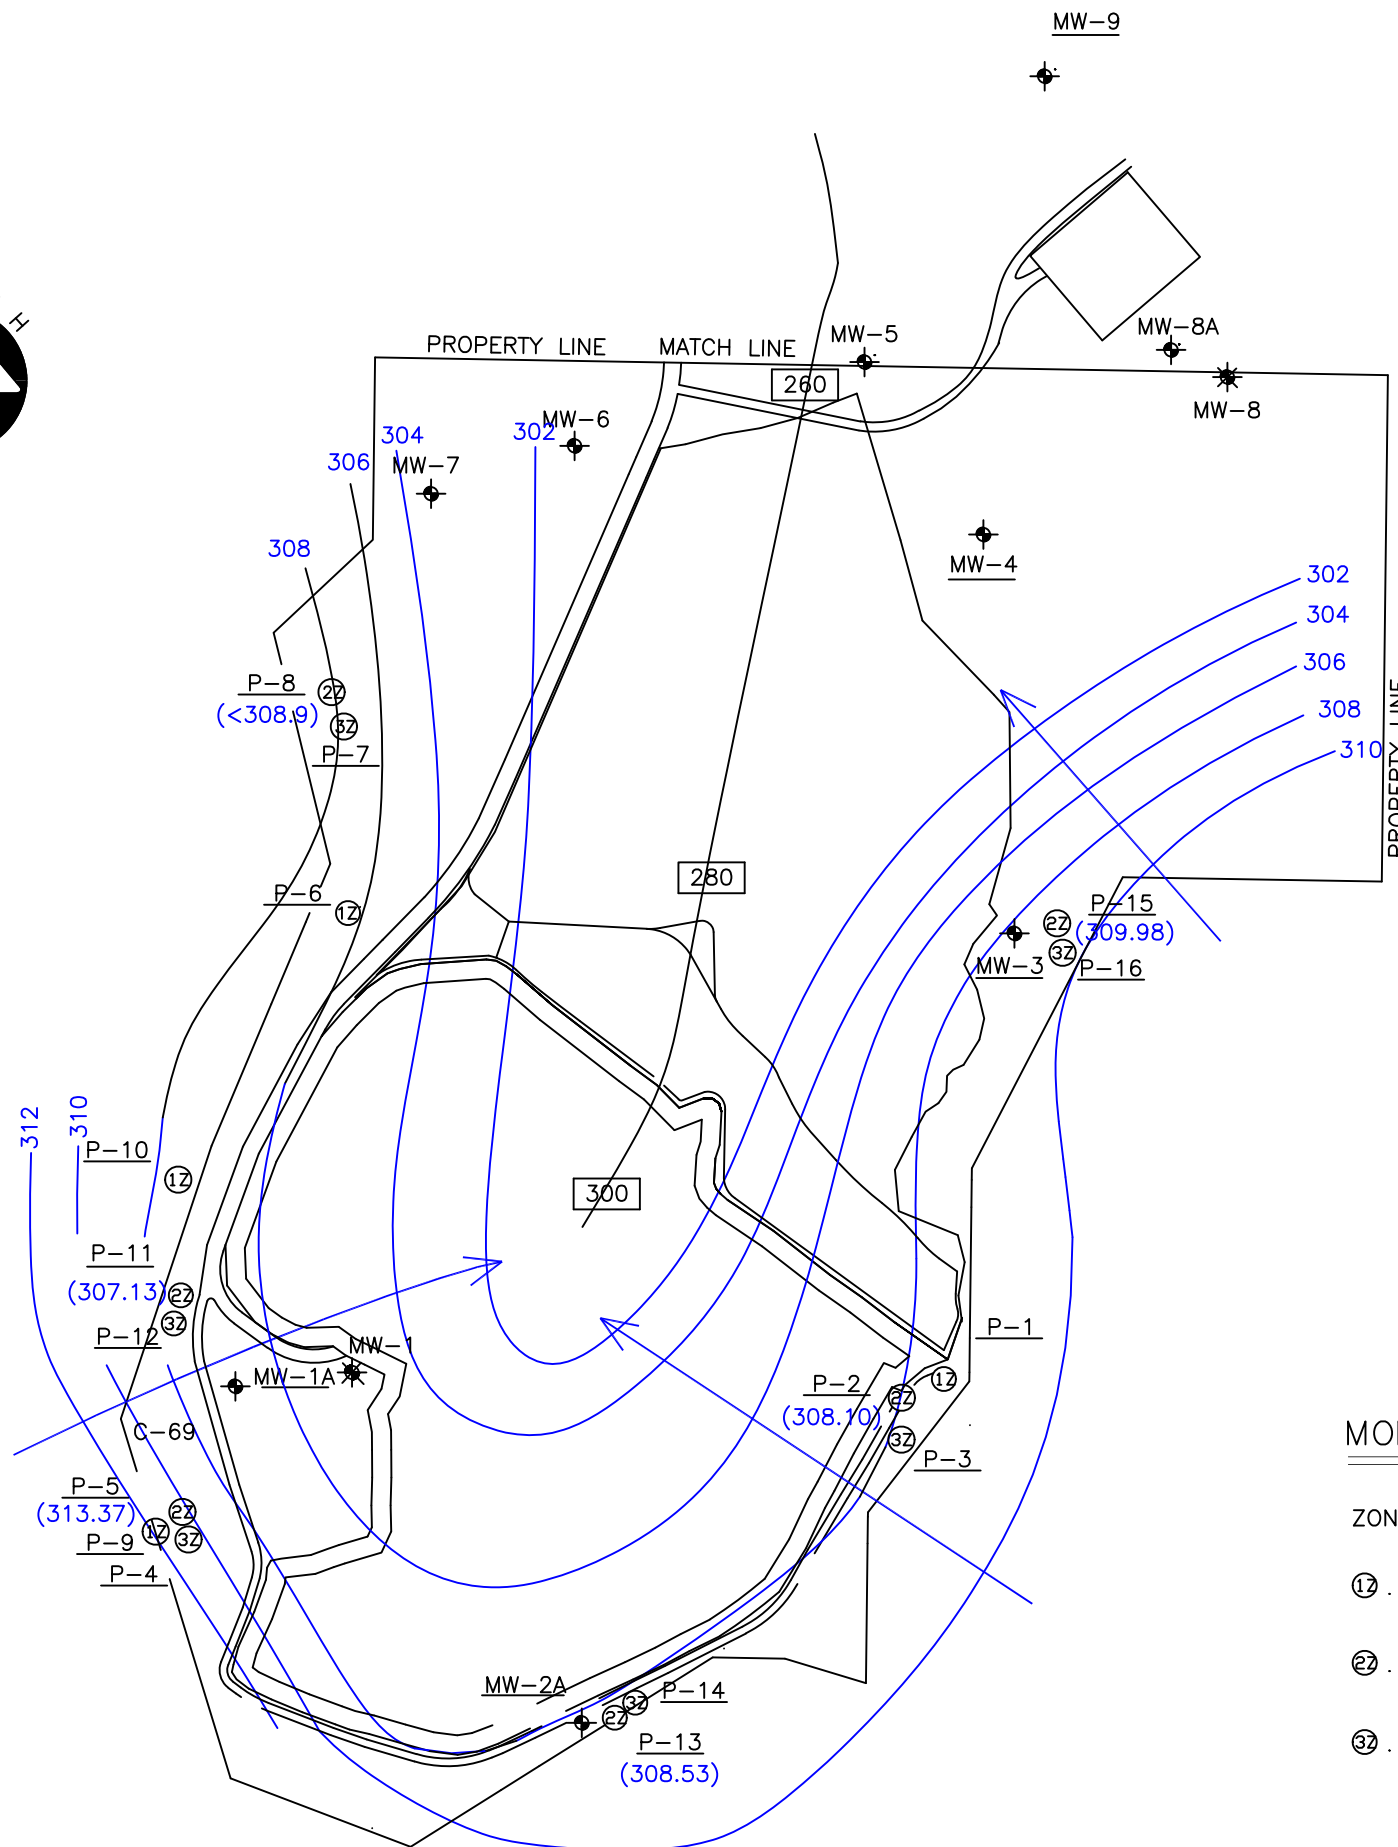 MW-9
H
PROPERTY LINE
MATCH LINE
MW-5
MW-8A
260
MW-8
MW-6
302
304
MW-7
306
308
MW-4
302
304
306
308
310
PROPERTY LINE
P-8
2Z
(<308.9)
3Z
P-7
280
P-6
1Z
P-15
2Z
(309.98)
3Z
MW-3
P-16
312
310
P-10
1Z
300
P-11
(307.13)
2Z
3Z
P-12
P-1
MW-1
MW-1A
1Z
P-2
2Z
(308.10)
C-69
3Z
P-3
P-5
(313.37)
2Z
1Z
3Z
P-9
P-4
MW-2A
3Z
P-14
2Z
P-13
(308.53)
MO
ZON
1Z .
2Z .
3Z .